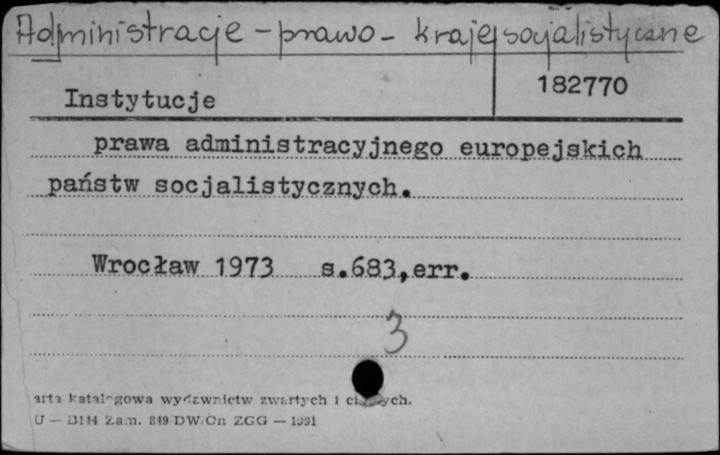 Administracje - prawo - kraje socjalistyczne
182770
Instytucje
prawa administracyjnego europejskich
państw socjalistycznych.
Wrocław 1973 s.683,err.
3
arta katalogowa wydawnictw zwartych i ych.
U — B144 Zam. 849 DW/Cn ZGG — 1991